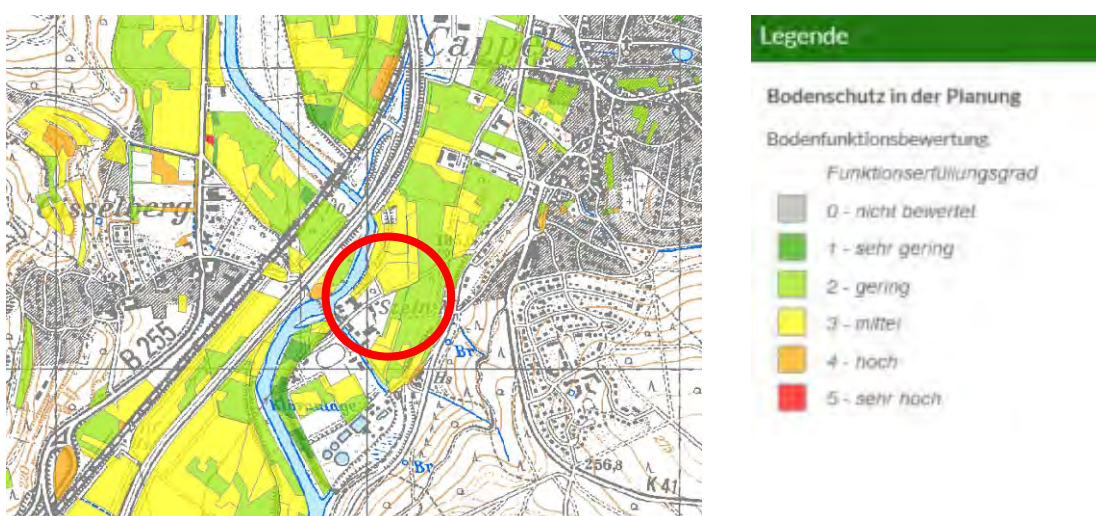 Cappel
B 255
Br
Br
256,8
K 41
Legende
Bodenschutz in der Planung
Bodenfunktionsbewertung
Funktionserfüllungsgrad
0 - nicht bewertet
1 - sehr gering
2 - gering
3 - mittel
4 - hoch
5 - sehr hoch